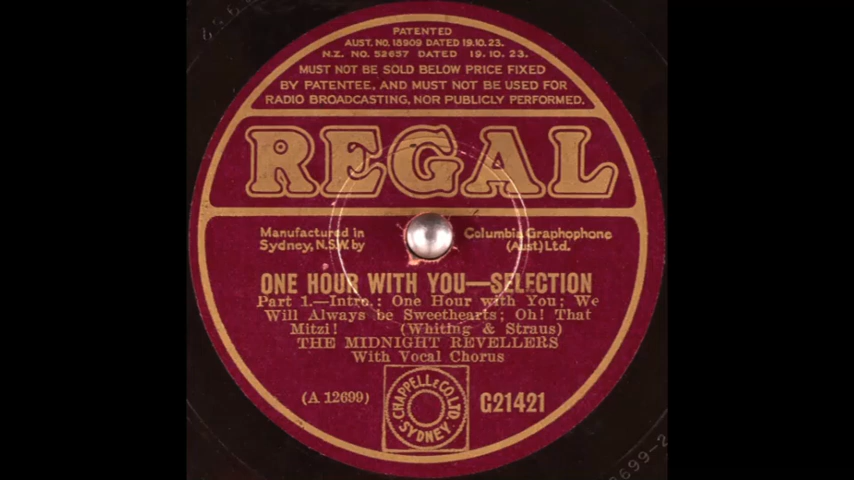 PATENTED
AUST. NO. 18909 DATED 19.10.23.
N.Z. NO. 52657 DATED 19.10.23.
MUST NOT BE SOLD BELOW PRICE FIXED
BY PATENTEE, AND MUST NOT BE USED FOR
RADIO BROADCASTING, NOR PUBLICLY PERFORMED.
REGAL
Manufactured in Columbia Graphophone
Sydney, N.S.W. by (Aust.) Ltd.
ONE HOUR WITH YOU—SELECTION
Part 1.—Intro.: One Hour with You; We
Will Always be Sweethearts; Oh! That
Mitzi! (Whiting & Straus)
THE MIDNIGHT REVELLERS
With Vocal Chorus
(A 12699)
CHAPPELL & CO. LTD.
SYDNEY
G21421